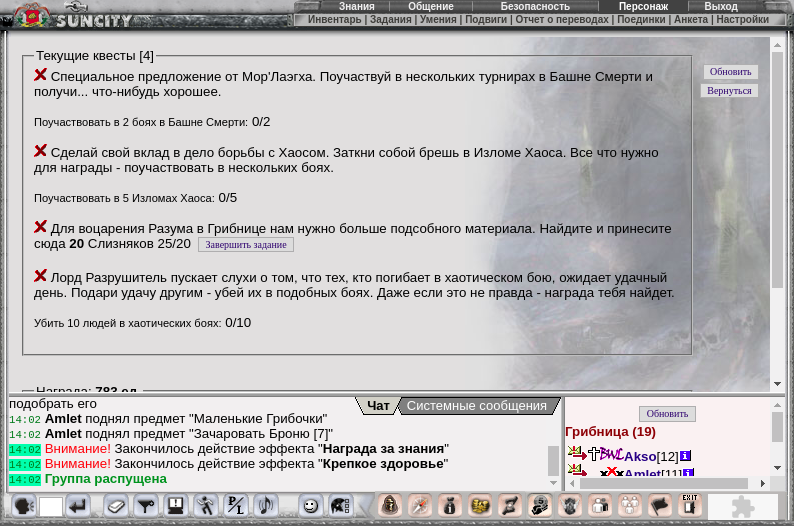 SUNCITY
Знания Общение Безопасность Персонаж Выход
Инвентарь | Задания | Умения | Подвиги | Отчет о переводах | Поединки | Анкета | Настройки
Текущие квесты [4]
Обновить
Вернуться
Специальное предложение от Мор'Лаэгха. Поучаствуй в нескольких турнирах в Башне Смерти и
получи... что-нибудь хорошее.
Поучаствовать в 2 боях в Башне Смерти: 0/2
Сделай свой вклад в дело борьбы с Хаосом. Заткни собой брешь в Изломе Хаоса. Все что нужно
для награды - поучаствовать в нескольких боях.
Поучаствовать в 5 Изломах Хаоса: 0/5
Для воцарения Разума в Грибнице нам нужно больше подсобного материала. Найдите и принесите
сюда 20 Слизняков 25/20 Завершить задание
Лорд Разрушитель пускает слухи о том, что тех, кто погибает в хаотическом бою, ожидает удачный
день. Подари удачу другим - убей их в подобных боях. Даже если это не правда - награда тебя найдет.
Убить 10 людей в хаотических боях: 0/10
Награда: 783 ед.
подобрать его
Чат Системные сообщения
14:02 Amlet поднял предмет "Маленькие Грибочки"
14:02 Amlet поднял предмет "Зачаровать Броню [7]"
14:02 Внимание! Закончилось действие эффекта "Награда за знания"
14:02 Внимание! Закончилось действие эффекта "Крепкое здоровье"
14:02 Группа распущена
Обновить
Грибница (19)
BWL Akso[12] i
Amlet[11] i
P/L
EXIT